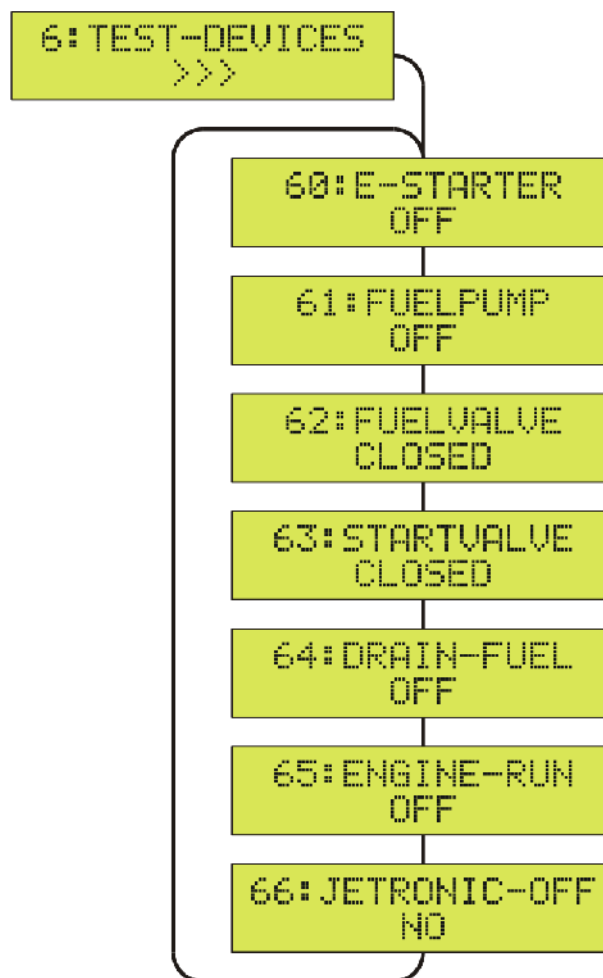 6:TEST-DEVICES
>>>
60:E-STARTER
OFF
61:FUELPUMP
OFF
62:FUELVALVE
CLOSED
63:STARTVALVE
CLOSED
64:DRAIN-FUEL
OFF
65:ENGINE-RUN
OFF
66:JETRONIC-OFF
NO